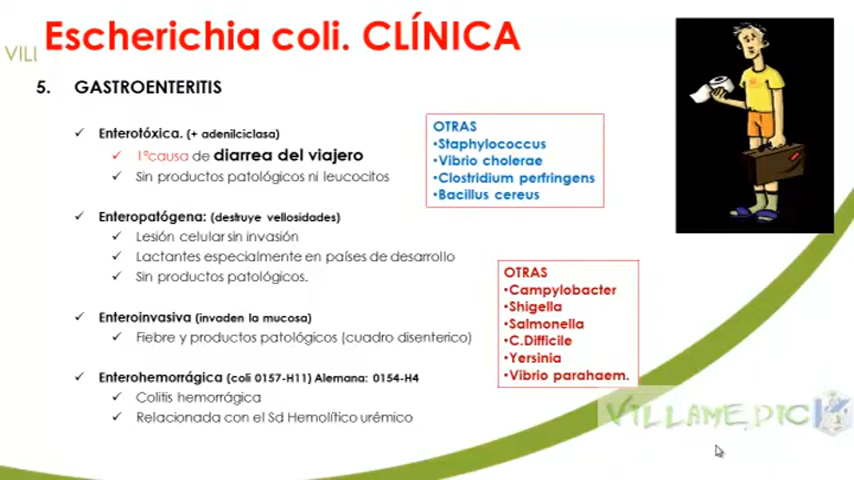 Escherichia coli. CLÍNICA
VILL
5. GASTROENTERITIS
✓ Enterotóxica. (+ adenilciclasa)
✓ 1ºcausa de diarrea del viajero
✓ Sin productos patológicos ni leucocitos
OTRAS
•Staphylococcus
•Vibrio cholerae
•Clostridium perfringens
•Bacillus cereus
✓ Enteropatógena: (destruye vellosidades)
✓ Lesión celular sin invasión
✓ Lactantes especialmente en países de desarrollo
✓ Sin productos patológicos.
✓ Enteroinvasiva (invaden la mucosa)
✓ Fiebre y productos patológicos (cuadro disenterico)
OTRAS
•Campylobacter
•Shigella
•Salmonella
•C.Difficile
•Yersinia
•Vibrio parahaem.
✓ Enterohemorrágica (coli 0157-H11) Alemana: 0154-H4
✓ Colitis hemorrágica
✓ Relacionada con el Sd Hemolítico urémico
VILLAMEDIC